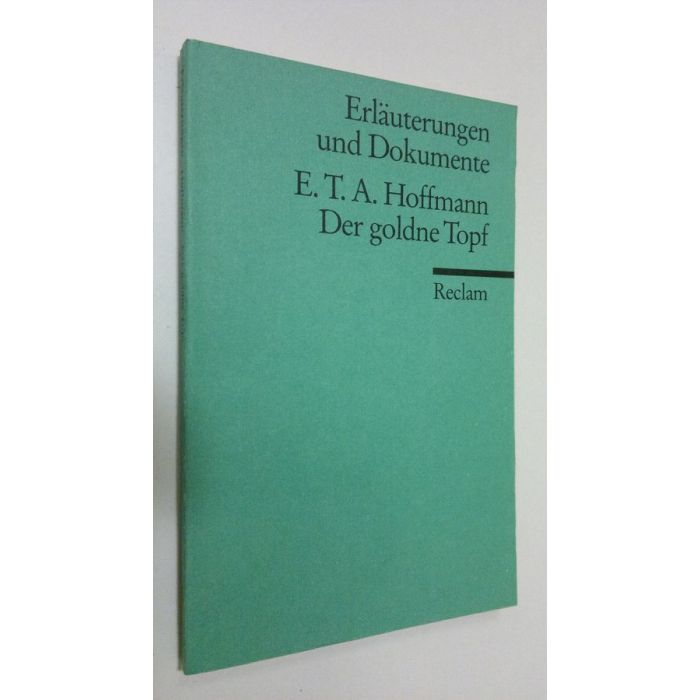 Erläuterungen
und Dokumente
E. T. A. Hoffmann
Der goldne Topf
Reclam